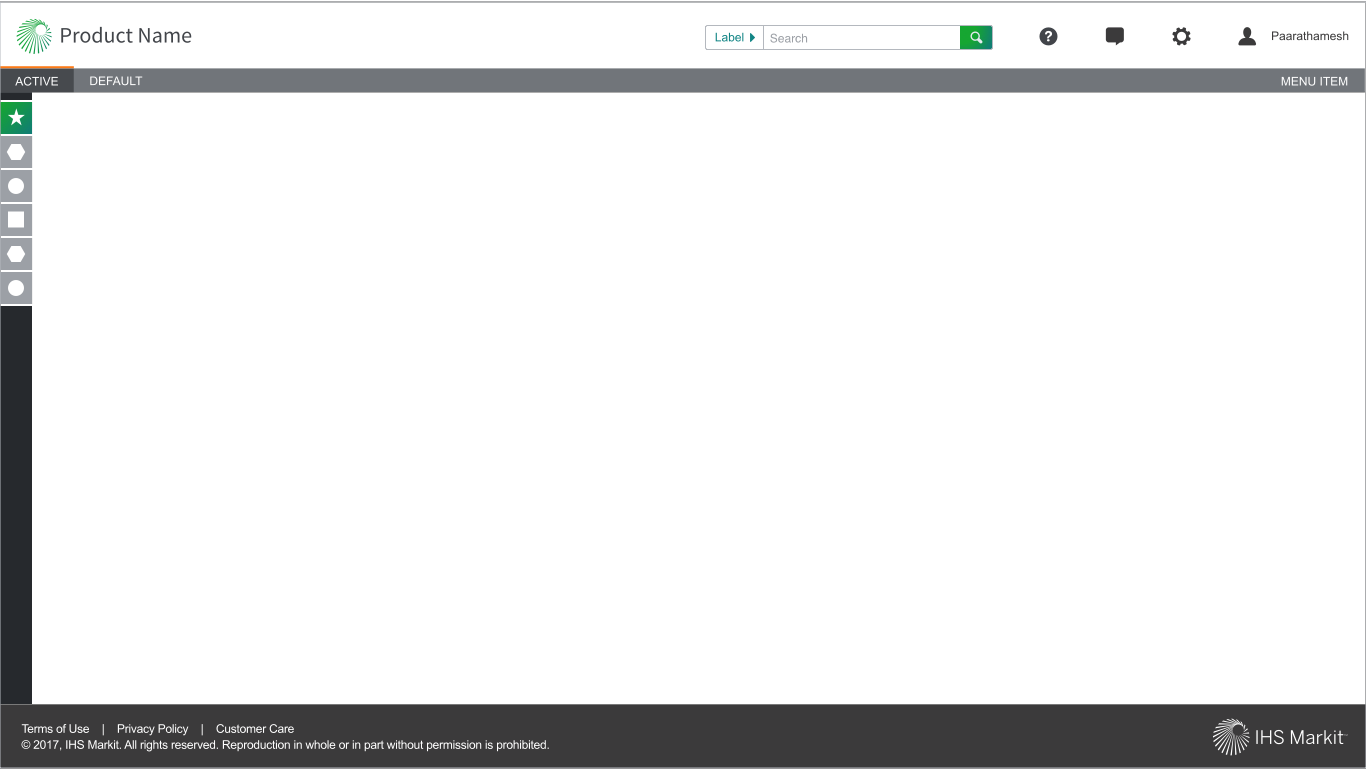 Product Name
Label
Search
Paarathamesh
ACTIVE
DEFAULT
MENU ITEM
Terms of Use | Privacy Policy | Customer Care
© 2017, IHS Markit. All rights reserved. Reproduction in whole or in part without permission is prohibited.
IHS Markit